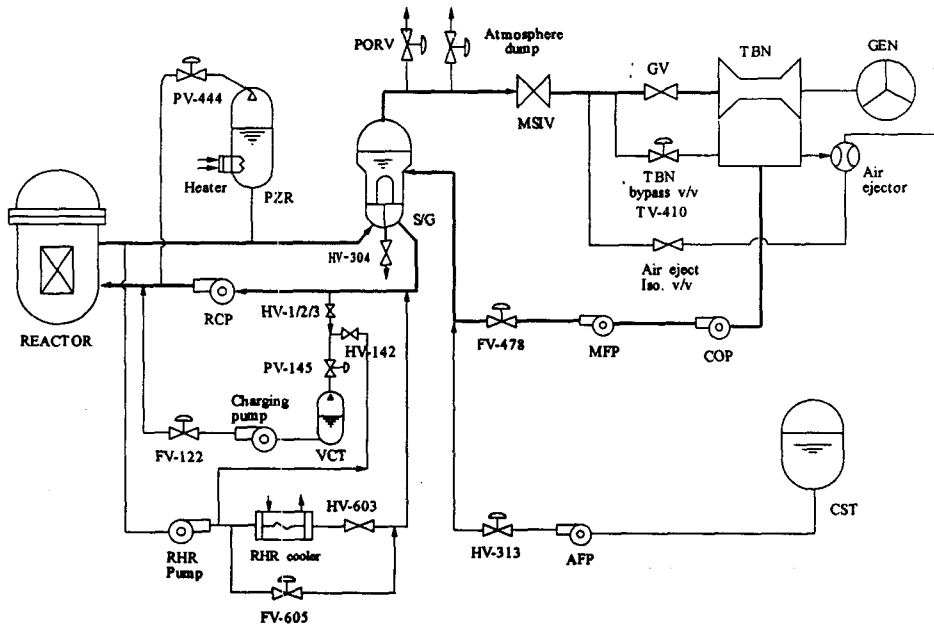 PORV
Atmosphere
dump
TBN
GEN
GV
PV-444
MSIV
Heater
PZR
TBN
bypass v/v
TV-410
Air
ejector
S/G
HV-304
Air eject
Iso. v/v
RCP
HV-1/2/3
REACTOR
HV-142
FV-478
MFP
COP
PV-145
Charging
pump
FV-122
VCT
HV-603
CST
RHR
Pump
RHR cooler
HV-313
AFP
FV-605